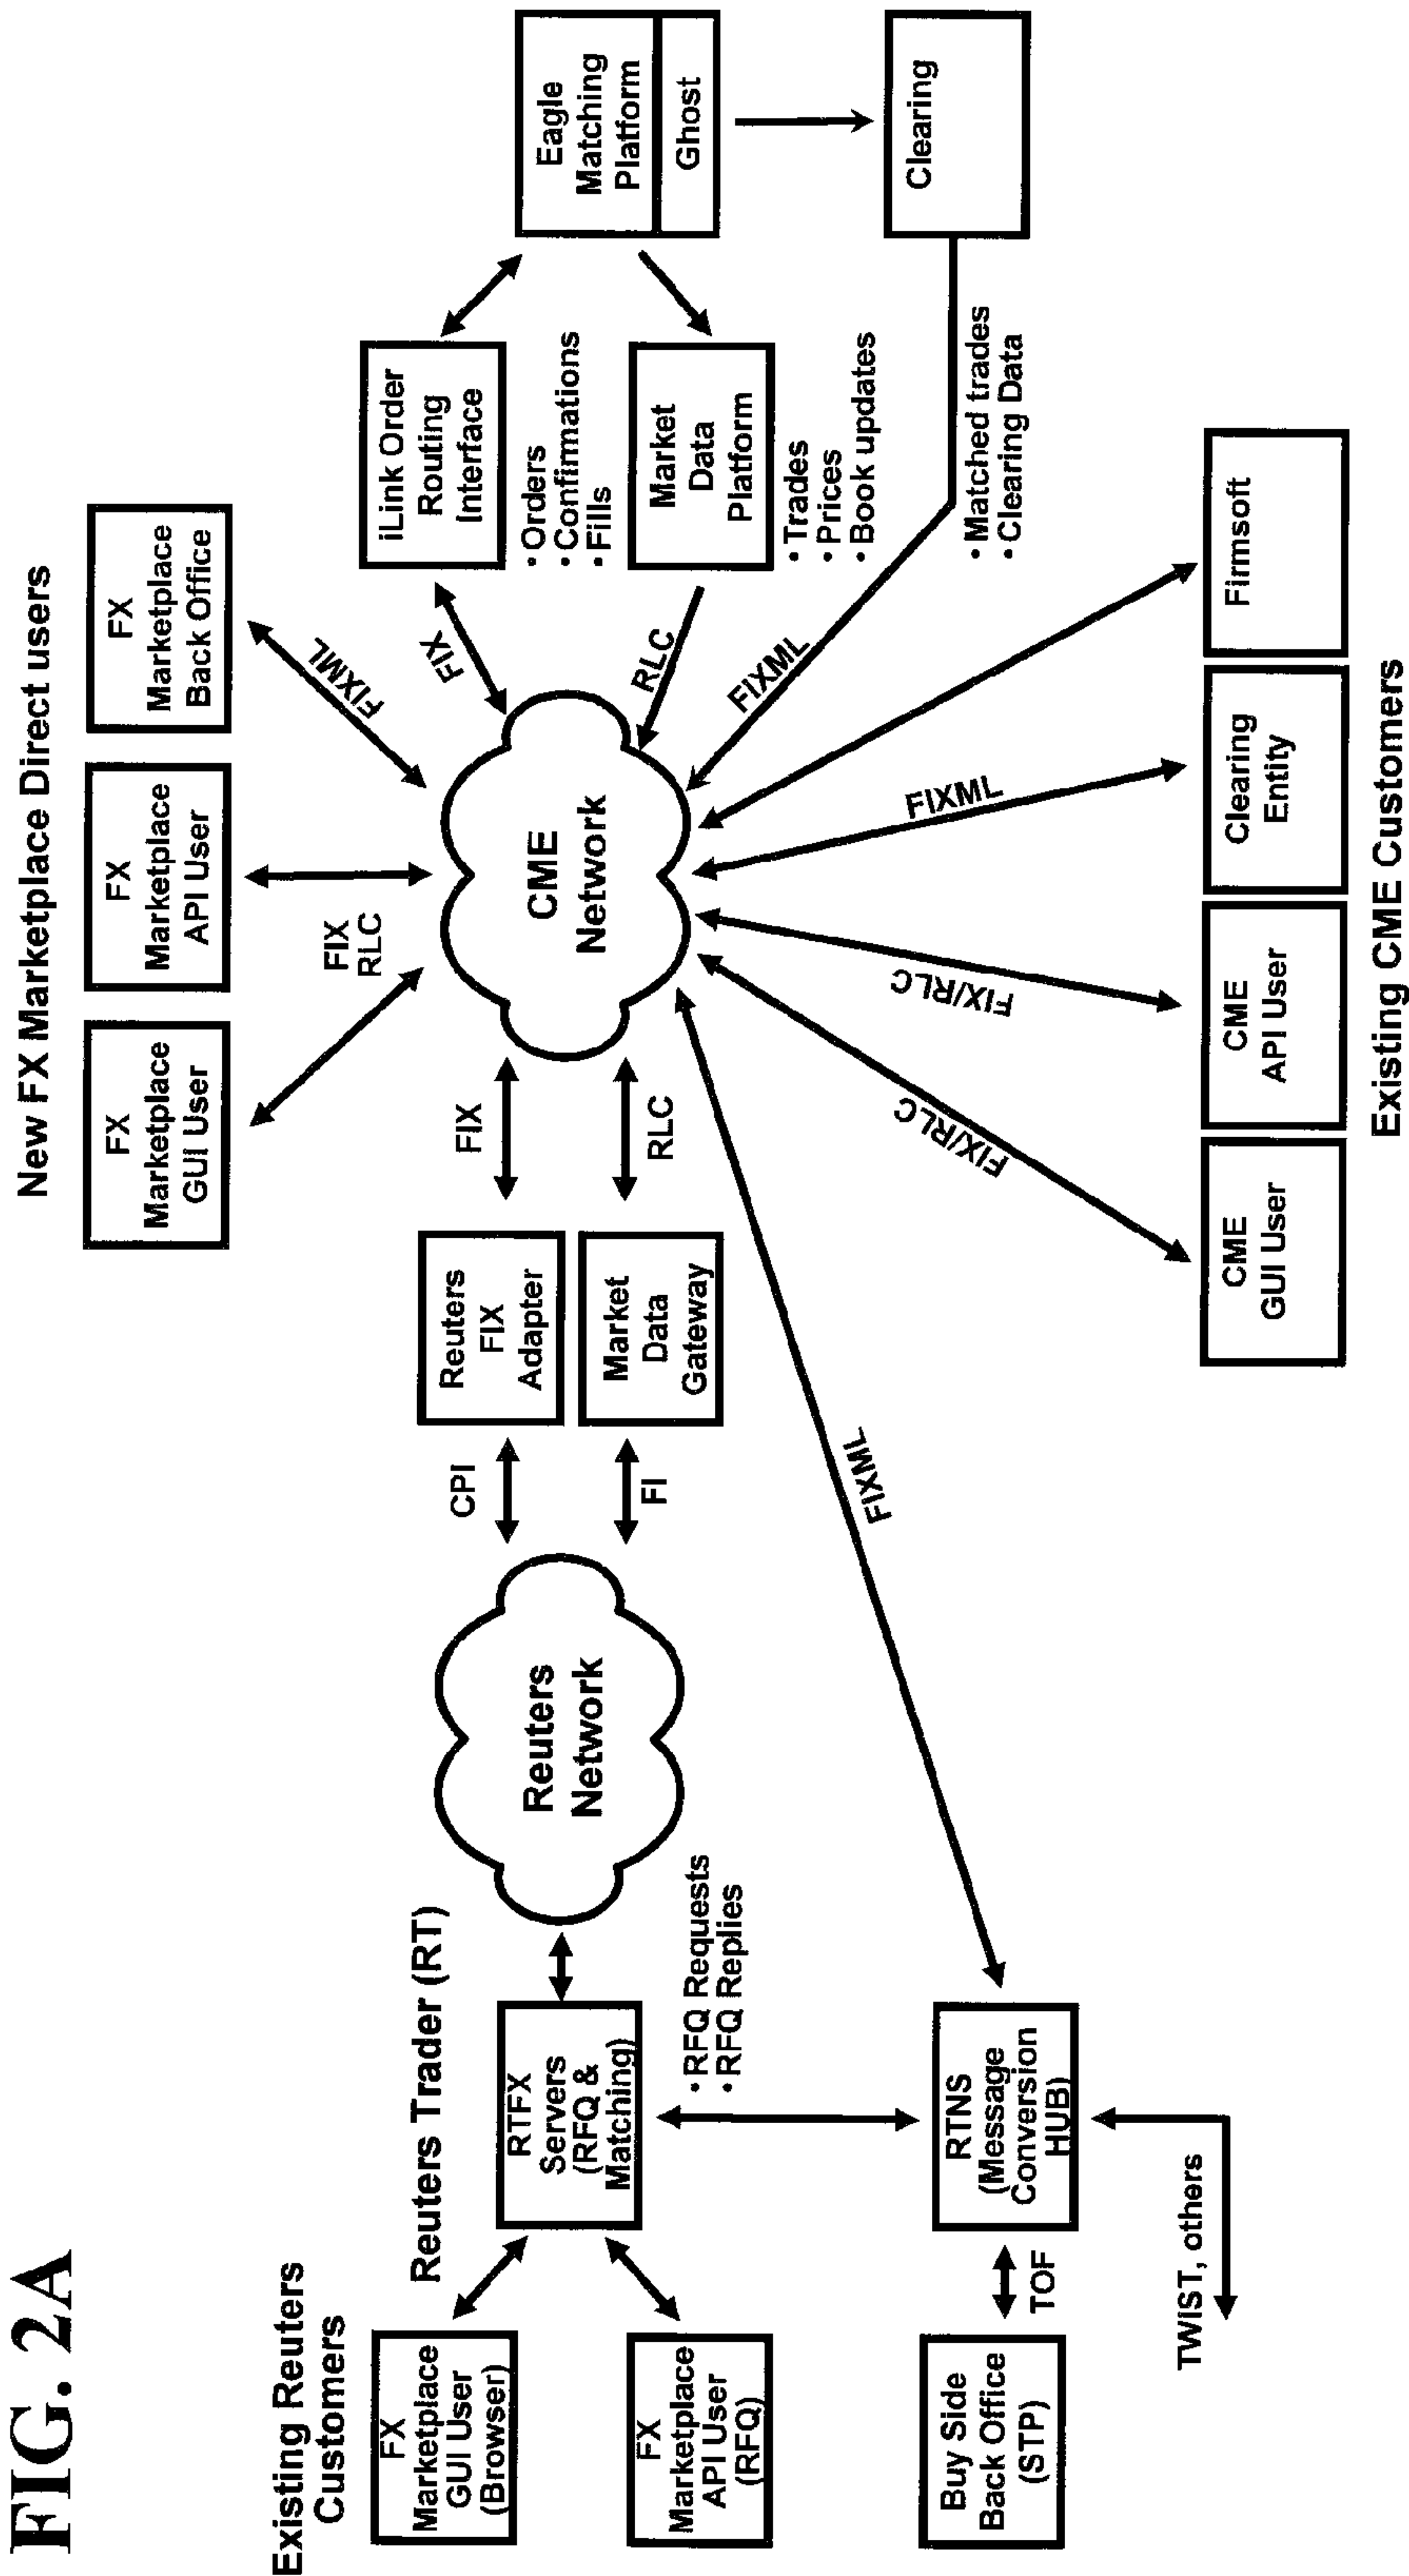 FIG. 2A
Existing Reuters
Customers
FX
Marketplace
GUI User
(Browser)
FX
Marketplace
API User
(RFQ)
Buy Side
Back Office
(STP)
TOF
TWIST, others
Reuters Trader (RT)
RTFX
Servers
(RFQ &
Matching)
• RFQ Requests
• RFQ Replies
RTNS
(Message
Conversion
HUB)
Reuters
Network
CPI
FI
Reuters
FIX
Adapter
Market
Data
Gateway
FIX
RLC
FIXML
New FX Marketplace Direct users
FX
Marketplace
GUI User
FX
Marketplace
API User
FX
Marketplace
Back Office
FIX
RLC
FIXML
CME
Network
FIX
RLC
FIXML
iLink Order
Routing
Interface
• Orders
• Confirmations
• Fills
Market
Data
Platform
• Trades
• Prices
• Book updates
Eagle
Matching
Platform
Ghost
Clearing
• Matched trades
• Clearing Data
FIX/RLC
FIX/RLC
FIXML
CME
GUI User
CME
API User
Clearing
Entity
Firmsoft
Existing CME Customers